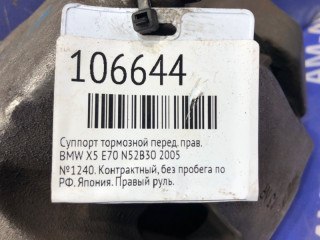 106644
Суппорт тормозной перед. прав.
BMW X5 E70 N52B30 2005
№1240. Контрактный, без пробега по
РФ. Япония. Правый руль.